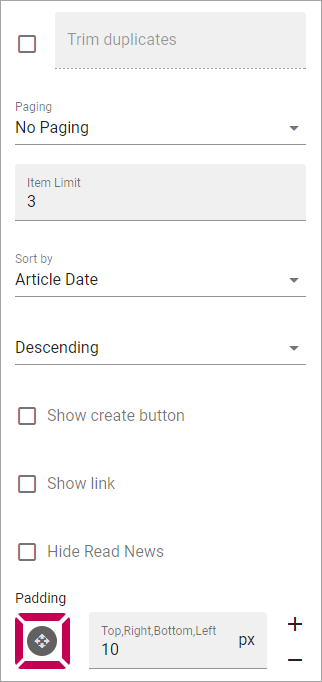 Trim duplicates
Paging
No Paging
Item Limit
3
Sort by
Article Date
Descending
Show create button
Show link
Hide Read News
Padding
Top,Right,Bottom,Left
10 px